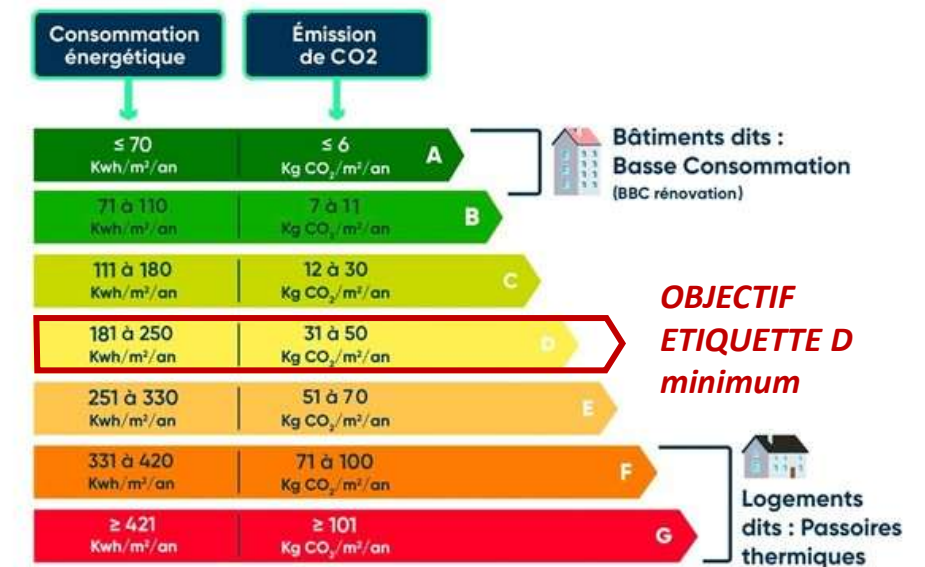 Consommation
énergétique
Émission
de CO2
≤ 70
Kwh/m²/an
≤ 6
Kg CO₂/m²/an
A
Bâtiments dits :
Basse Consommation
(BBC rénovation)
71 à 110
Kwh/m²/an
7 à 11
Kg CO₂/m²/an
B
111 à 180
Kwh/m²/an
12 à 30
Kg CO₂/m²/an
C
181 à 250
Kwh/m²/an
31 à 50
Kg CO₂/m²/an
D
OBJECTIF
ETIQUETTE D
minimum
251 à 330
Kwh/m²/an
51 à 70
Kg CO₂/m²/an
E
331 à 420
Kwh/m²/an
71 à 100
Kg CO₂/m²/an
F
≥ 421
Kwh/m²/an
≥ 101
Kg CO₂/m²/an
G
Logements
dits : Passoires
thermiques